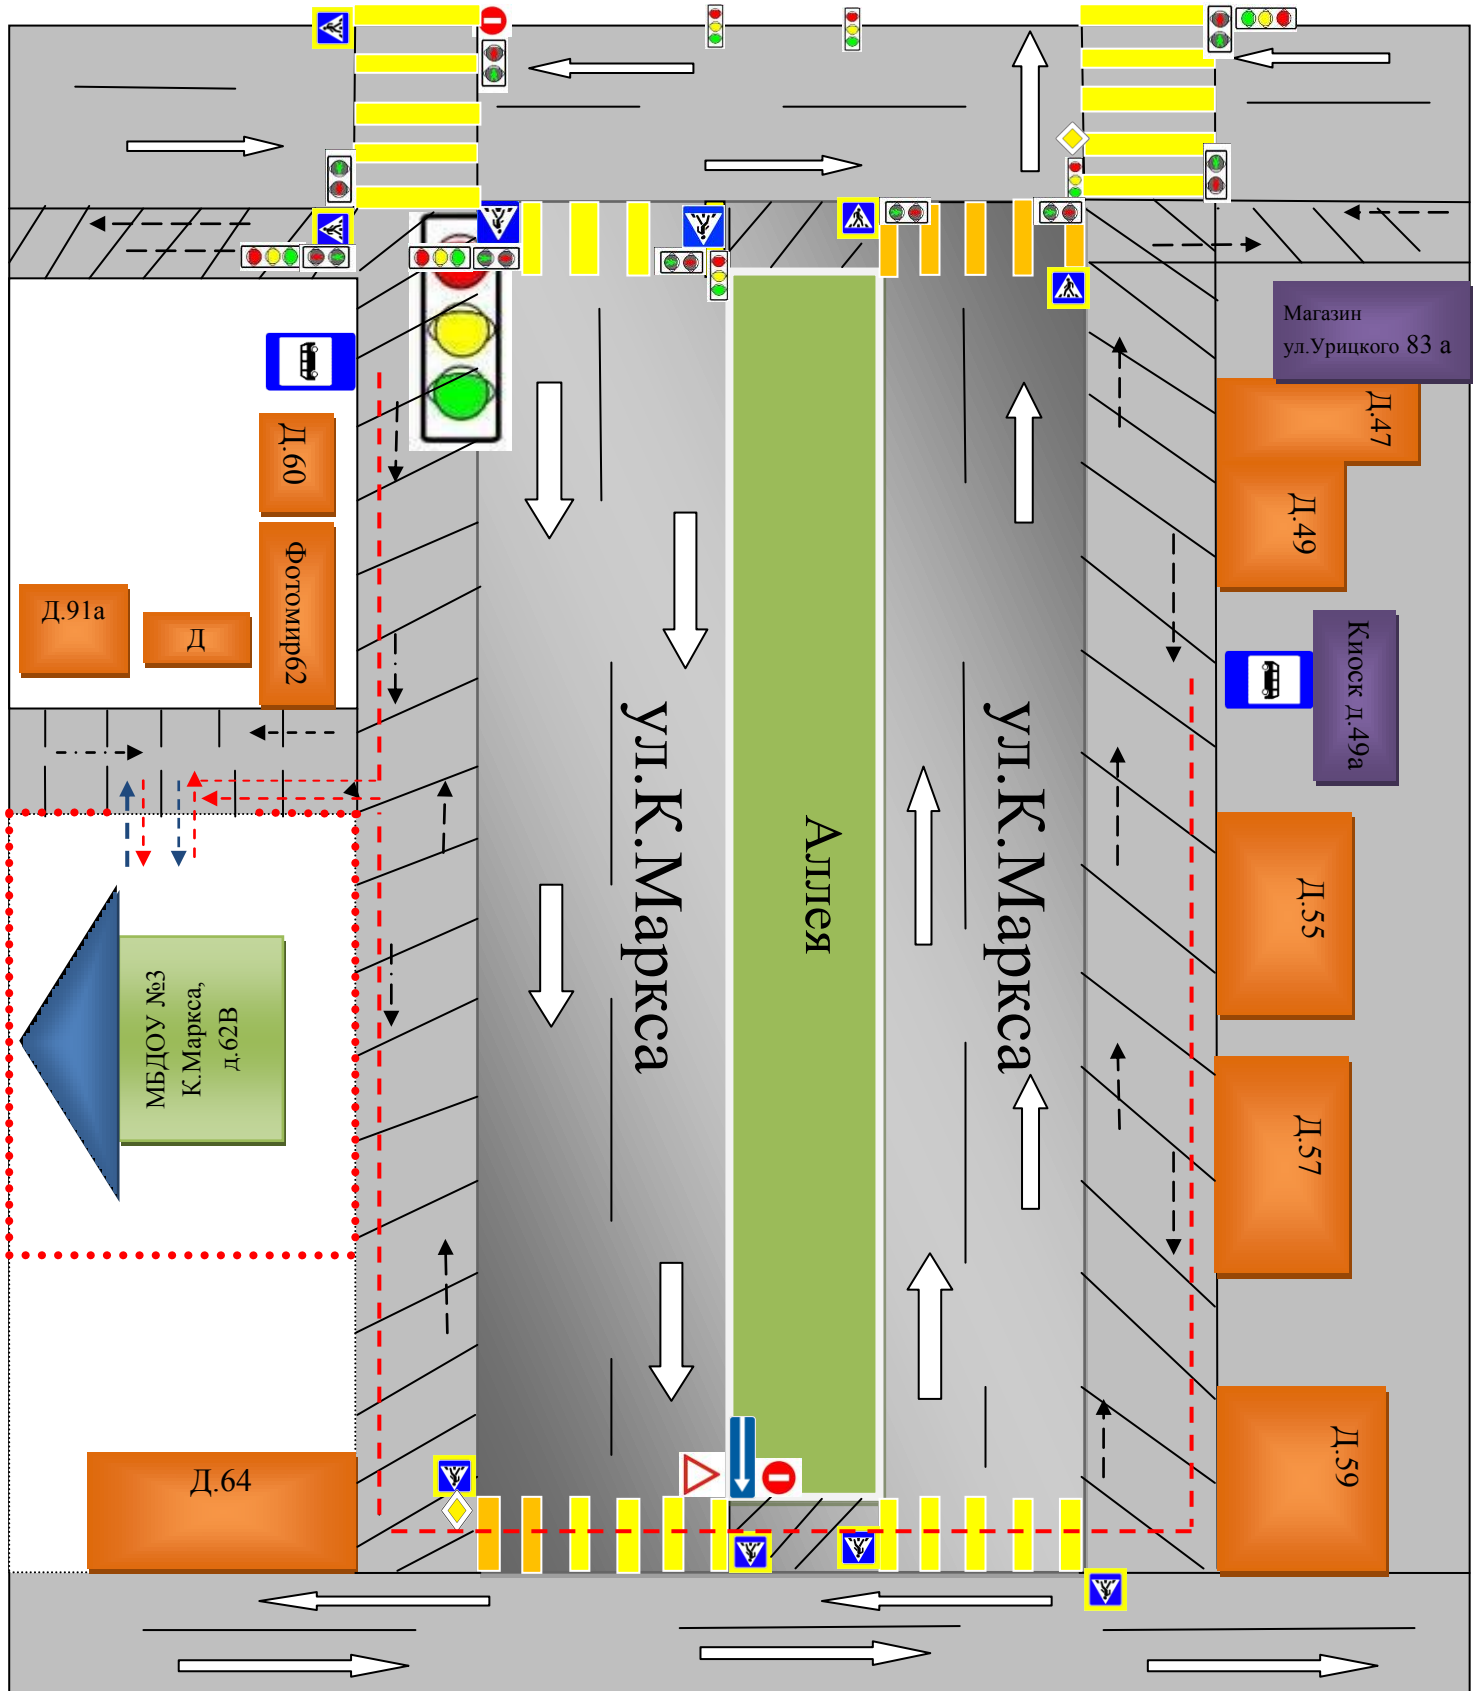 Магазин
ул.Урицкого 83 а
Д.47
Д.60
Д.49
Фотомир62
Д.91а
Д
Киоск д.49а
ул.К.Маркса
ул.К.Маркса
Аллея
Д.55
МБДОУ №3
К.Маркса,
д.62В
Д.57
Д.59
Д.64